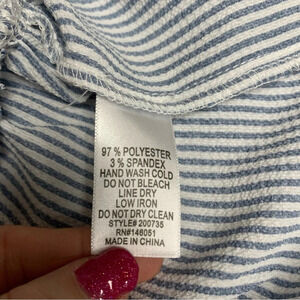 97 % POLYESTER
3 % SPANDEX
HAND WASH COLD
DO NOT BLEACH
LINE DRY
LOW IRON
DO NOT DRY CLEAN
STYLE# 200735
RN#146051
MADE IN CHINA